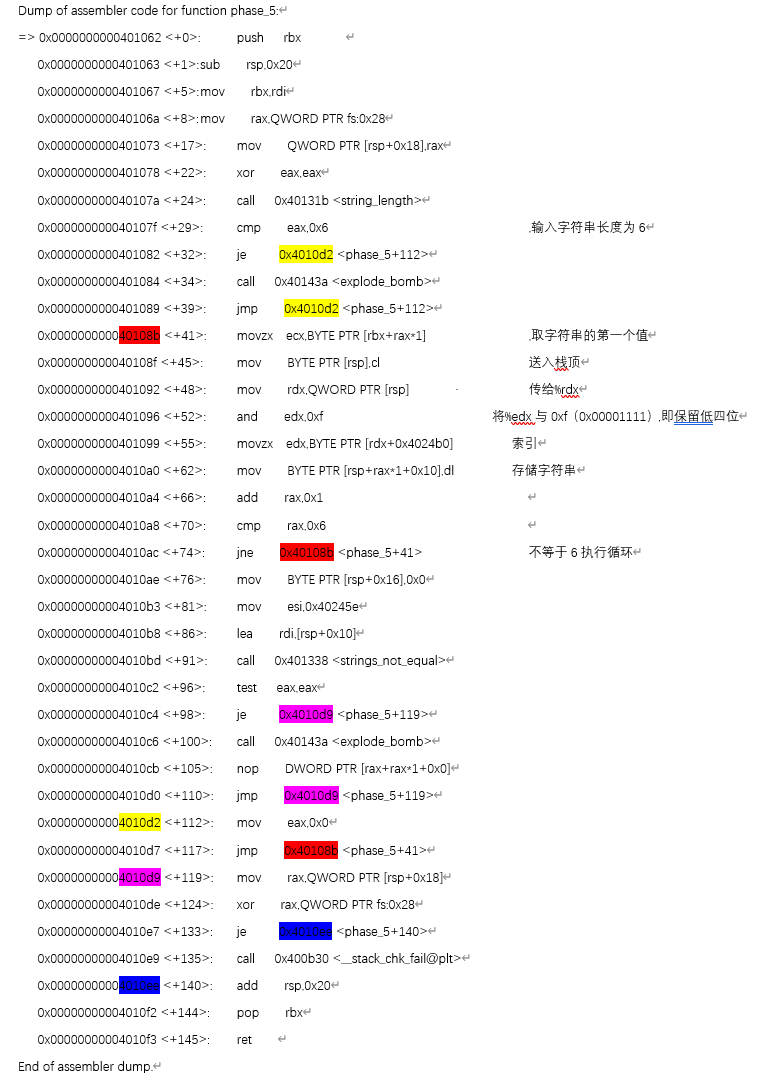 Dump of assembler code for function phase_5:↵
=> 0x0000000000401062 <+0>: push rbx ↵
0x0000000000401063 <+1>:sub rsp,0x20↵
0x0000000000401067 <+5>:mov rbx,rdi↵
0x000000000040106a <+8>:mov rax,QWORD PTR fs:0x28↵
0x0000000000401073 <+17>: mov QWORD PTR [rsp+0x18],rax↵
0x0000000000401078 <+22>: xor eax,eax↵
0x000000000040107a <+24>: call 0x40131b <string_length>↵
0x000000000040107f <+29>: cmp eax,0x6 ,输入字符串长度为 6↵
0x0000000000401082 <+32>: je 0x4010d2 <phase_5+112>↵
0x0000000000401084 <+34>: call 0x40143a <explode_bomb>↵
0x0000000000401089 <+39>: jmp 0x4010d2 <phase_5+112>↵
0x000000000040108b <+41>: movzx ecx,BYTE PTR [rbx+rax*1] ,取字符串的第一个值↵
0x000000000040108f <+45>: mov BYTE PTR [rsp],cl 送入栈顶↵
0x0000000000401092 <+48>: mov rdx,QWORD PTR [rsp] 传给%rdx↵
0x0000000000401096 <+52>: and edx,0xf 将%edx 与 0xf（0x00001111）,即保留低四位↵
0x0000000000401099 <+55>: movzx edx,BYTE PTR [rdx+0x4024b0] 索引↵
0x00000000004010a0 <+62>: mov BYTE PTR [rsp+rax*1+0x10],dl 存储字符串↵
0x00000000004010a4 <+66>: add rax,0x1 ↵
0x00000000004010a8 <+70>: cmp rax,0x6 ↵
0x00000000004010ac <+74>: jne 0x40108b <phase_5+41> 不等于 6 执行循环↵
0x00000000004010ae <+76>: mov BYTE PTR [rsp+0x16],0x0↵
0x00000000004010b3 <+81>: mov esi,0x40245e↵
0x00000000004010b8 <+86>: lea rdi,[rsp+0x10]↵
0x00000000004010bd <+91>: call 0x401338 <strings_not_equal>↵
0x00000000004010c2 <+96>: test eax,eax↵
0x00000000004010c4 <+98>: je 0x4010d9 <phase_5+119>↵
0x00000000004010c6 <+100>: call 0x40143a <explode_bomb>↵
0x00000000004010cb <+105>: nop DWORD PTR [rax+rax*1+0x0]↵
0x00000000004010d0 <+110>: jmp 0x4010d9 <phase_5+119>↵
0x00000000004010d2 <+112>: mov eax,0x0↵
0x00000000004010d7 <+117>: jmp 0x40108b <phase_5+41>↵
0x00000000004010d9 <+119>: mov rax,QWORD PTR [rsp+0x18]↵
0x00000000004010de <+124>: xor rax,QWORD PTR fs:0x28↵
0x00000000004010e7 <+133>: je 0x4010ee <phase_5+140>↵
0x00000000004010e9 <+135>: call 0x400b30 <__stack_chk_fail@plt>↵
0x00000000004010ee <+140>: add rsp,0x20↵
0x00000000004010f2 <+144>: pop rbx↵
0x00000000004010f3 <+145>: ret ↵
End of assembler dump.↵